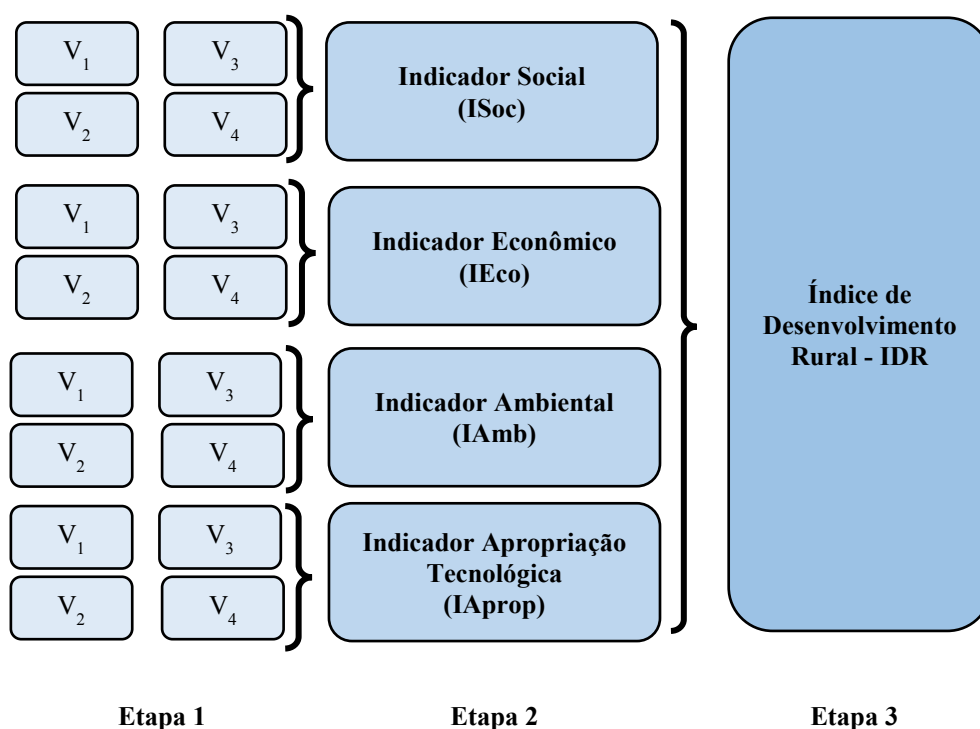 V1 V3
V2 V4
Indicador Social
(ISoc)
V1 V3
V2 V4
Indicador Econômico
(IEco)
V1 V3
V2 V4
Indicador Ambiental
(IAmb)
V1 V3
V2 V4
Indicador Apropriação
Tecnológica
(IAprop)
Índice de
Desenvolvimento
Rural - IDR
Etapa 1 Etapa 2 Etapa 3